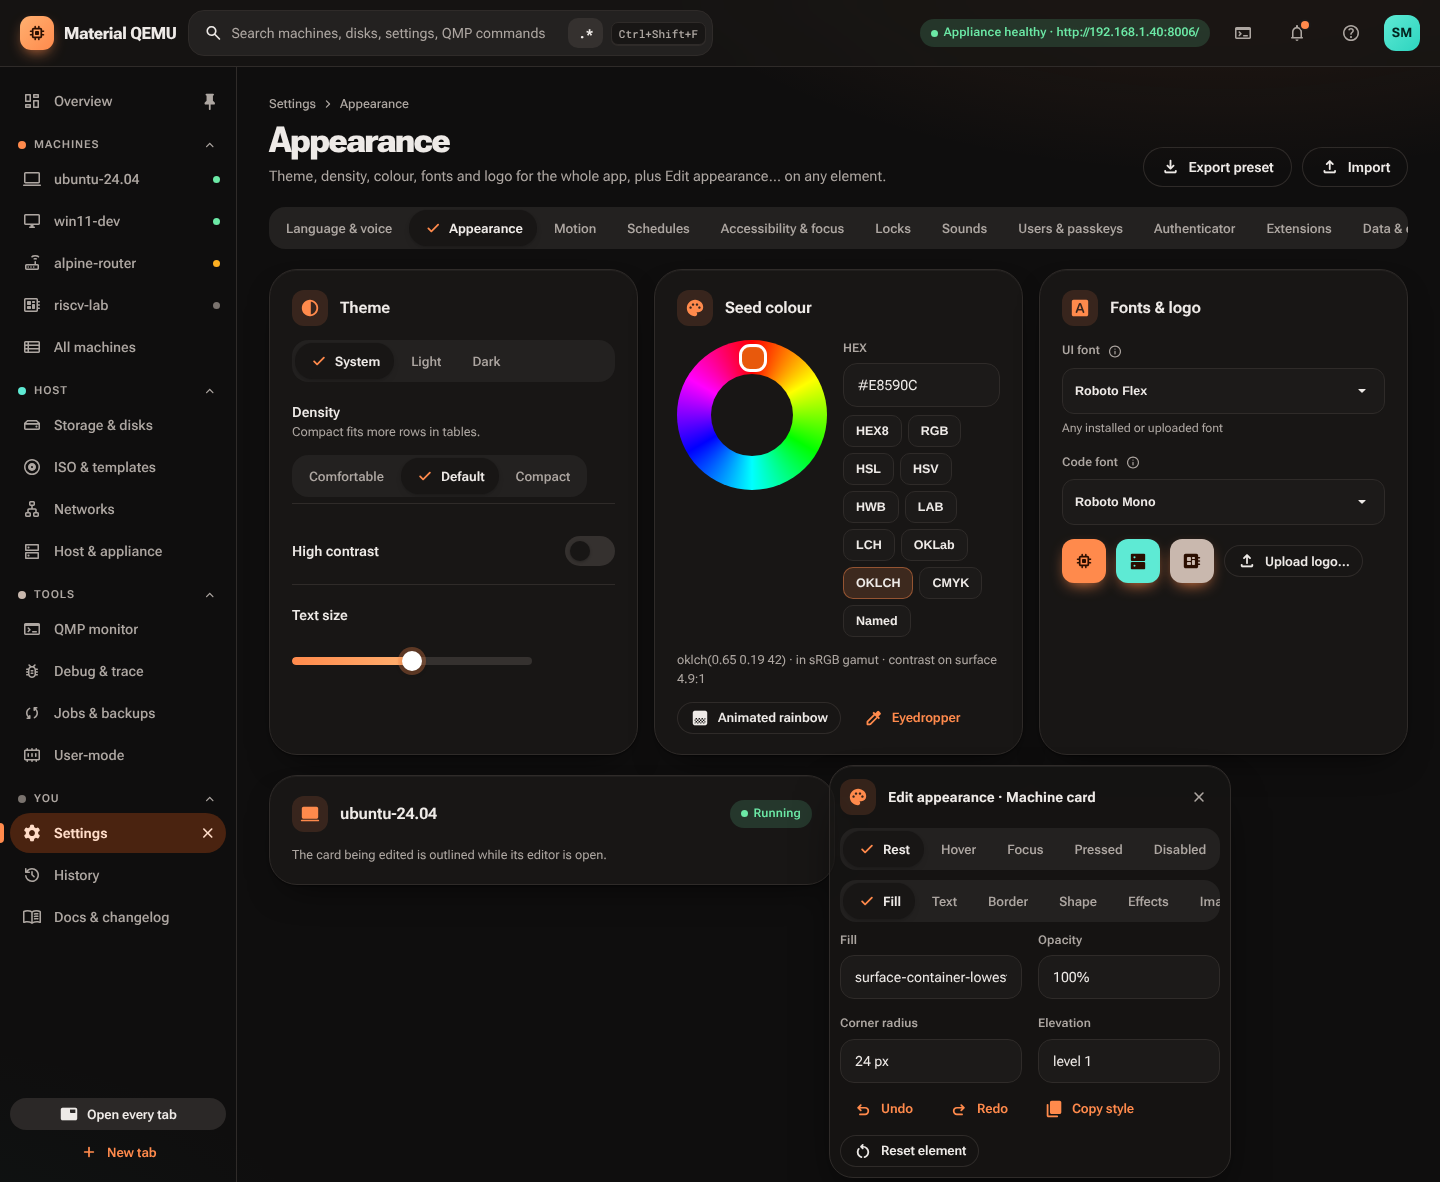 Material QEMU
Search machines, disks, settings, QMP commands
.*
Ctrl+Shift+F
Appliance healthy · http://192.168.1.40:8006/
SM
Overview
MACHINES
ubuntu-24.04
win11-dev
alpine-router
riscv-lab
All machines
HOST
Storage & disks
ISO & templates
Networks
Host & appliance
TOOLS
QMP monitor
Debug & trace
Jobs & backups
User-mode
YOU
Settings
History
Docs & changelog
Open every tab
New tab
Settings > Appearance
Appearance
Theme, density, colour, fonts and logo for the whole app, plus Edit appearance... on any element.
Export preset
Import
Language & voice
Appearance
Motion
Schedules
Accessibility & focus
Locks
Sounds
Users & passkeys
Authenticator
Extensions
Data &
Theme
System
Light
Dark
Density
Compact fits more rows in tables.
Comfortable
Default
Compact
High contrast
Text size
Seed colour
HEX
#E8590C
HEX8
RGB
HSL
HSV
HWB
LAB
LCH
OKLab
OKLCH
CMYK
Named
oklch(0.65 0.19 42) · in sRGB gamut · contrast on surface
4.9:1
Animated rainbow
Eyedropper
Fonts & logo
UI font
Roboto Flex
Any installed or uploaded font
Code font
Roboto Mono
Upload logo...
ubuntu-24.04
Running
The card being edited is outlined while its editor is open.
Edit appearance · Machine card
Rest
Hover
Focus
Pressed
Disabled
Fill
Text
Border
Shape
Effects
Ima
Fill
Opacity
surface-container-lowes
100%
Corner radius
Elevation
24 px
level 1
Undo
Redo
Copy style
Reset element